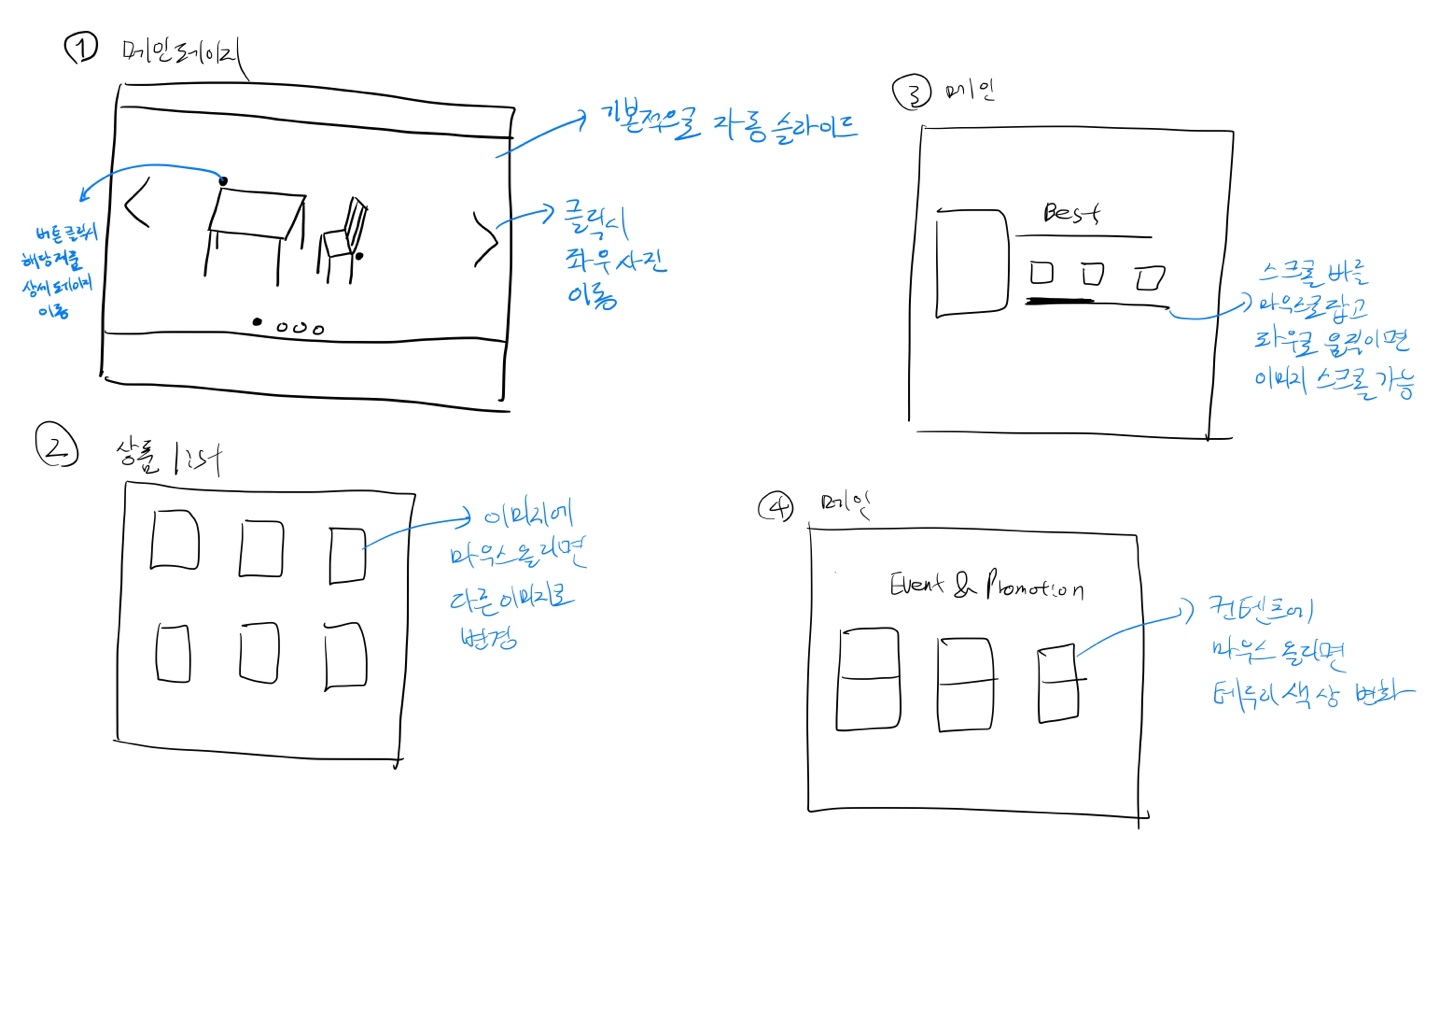 ① 메인페이지
기본적으로 자동 슬라이드
버튼클릭시
해당제품
상세페이지
이동
클릭시
좌우사진
이동
② 상품 list
이미지에
마우스올리면
다른이미지로
변경
③ 메인
Best
스크롤 바를
마우스로 잡고
좌우로 움직이면
이미지 스크롤 가능
④ 메인
Event & Promotion
컨텐츠에
마우스 올리면
테두리 색상 변화